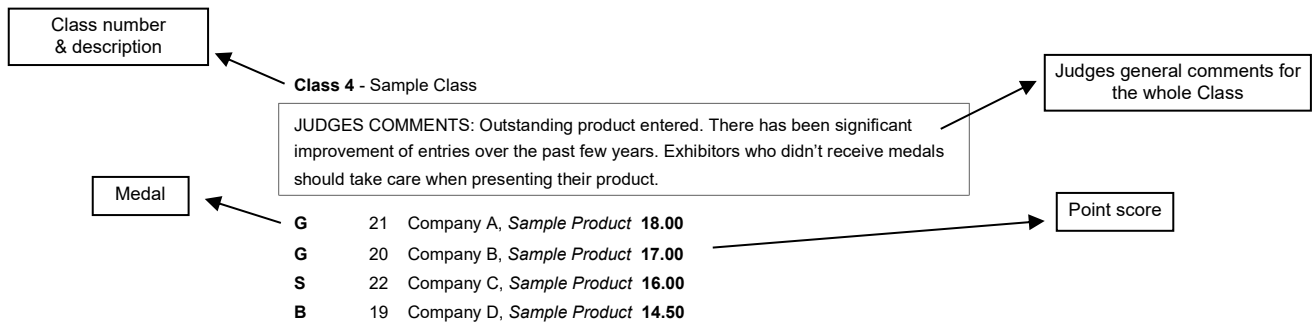 Class number
& description
Class 4 - Sample Class
Judges general comments for
the whole Class
JUDGES COMMENTS: Outstanding product entered. There has been significant
improvement of entries over the past few years. Exhibitors who didn’t receive medals
should take care when presenting their product.
Medal
Point score
G 21 Company A, Sample Product 18.00
G 20 Company B, Sample Product 17.00
S 22 Company C, Sample Product 16.00
B 19 Company D, Sample Product 14.50